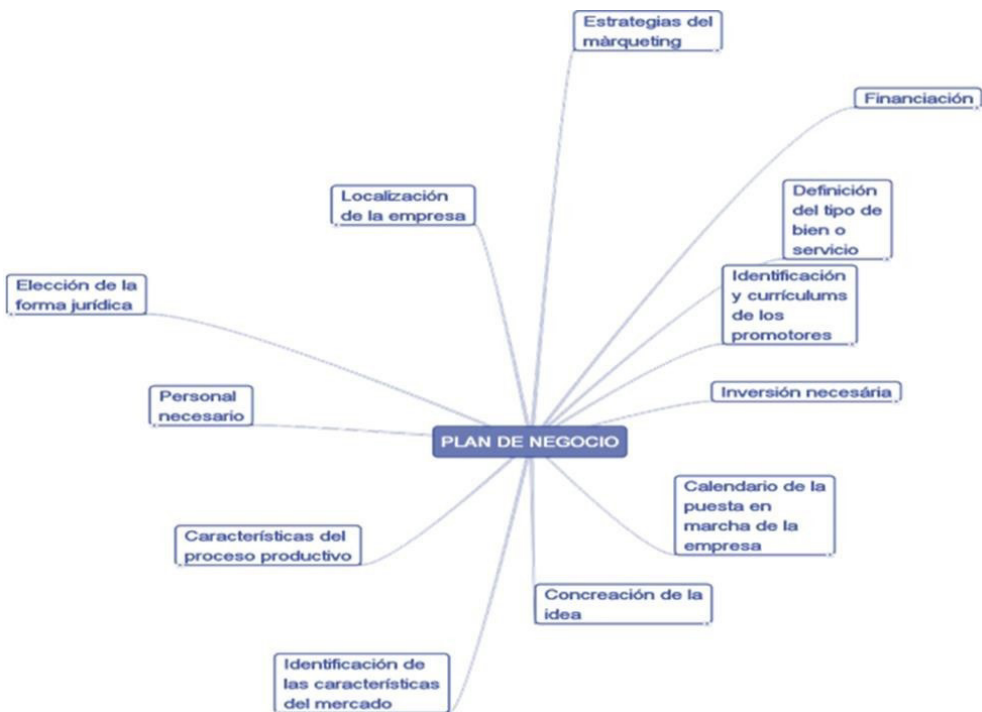 Estrategias del
màrqueting
Financiación
Localización
de la empresa
Definición
del tipo de
bien o
servicio
Elección de la
forma jurídica
Identificación
y currículums
de los
promotores
Personal
necesario
Inversión necesária
PLAN DE NEGOCIO
Calendario de la
puesta en
marcha de la
empresa
Características del
proceso productivo
Concreación de la
idea
Identificación de
las características
del mercado